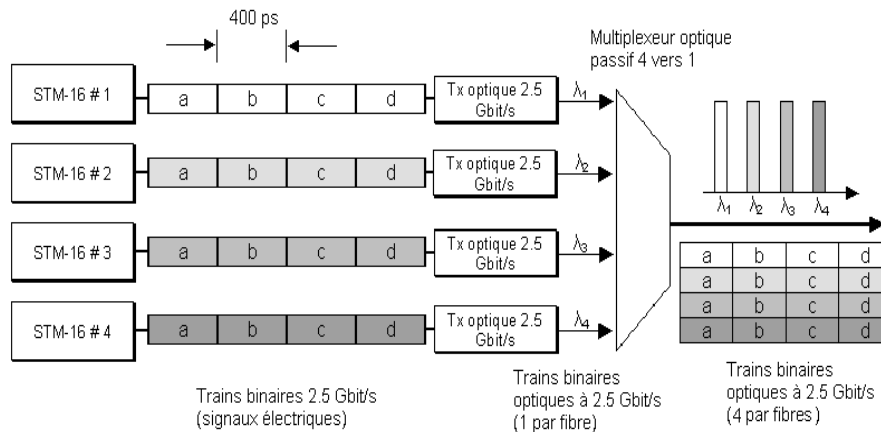 400 ps
Multiplexeur optique
passif 4 vers 1
STM-16 # 1
a b c d
Tx optique 2.5
Gbit/s
λ1
STM-16 # 2
a b c d
Tx optique 2.5
Gbit/s
λ2
STM-16 # 3
a b c d
Tx optique 2.5
Gbit/s
λ3
STM-16 # 4
a b c d
Tx optique 2.5
Gbit/s
λ4
λ1 λ2 λ3 λ4
a b c d
a b c d
a b c d
a b c d
Trains binaires 2.5 Gbit/s
(signaux électriques)
Trains binaires
optiques à 2.5 Gbit/s
(1 par fibre)
Trains binaires
optiques à 2.5 Gbit/s
(4 par fibres)